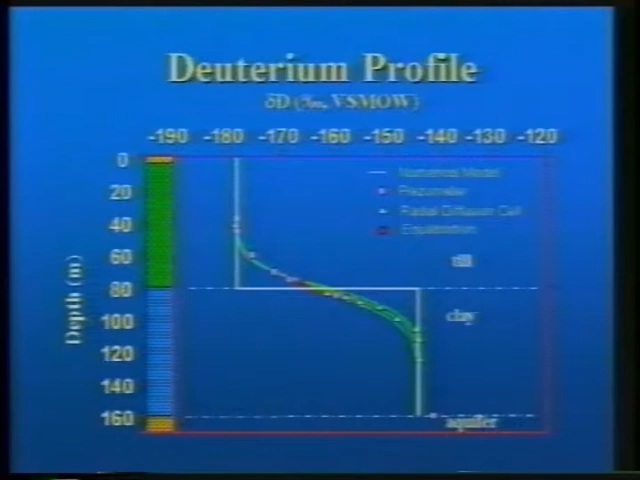 Deuterium Profile
δD (‰, VSMOW)
-190 -180 -170 -160 -150 -140 -130 -120
0
20
40
60
80
100
120
140
160
Depth (m)
Numerical Model
Piezometer
Radial Diffusion Cell
Equilibration
till
clay
aquifer